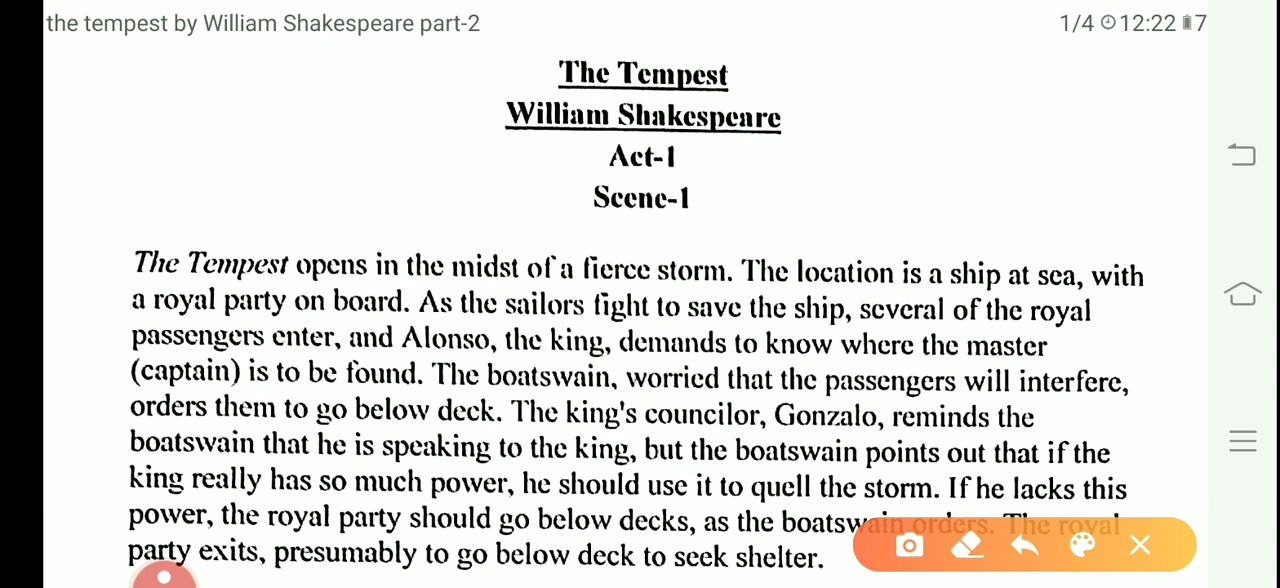 the tempest by William Shakespeare part-2
1/4 12:22 7
The Tempest
William Shakespeare
Act-1
Scene-1
The Tempest opens in the midst of a fierce storm. The location is a ship at sea, with
a royal party on board. As the sailors fight to save the ship, several of the royal
passengers enter, and Alonso, the king, demands to know where the master
(captain) is to be found. The boatswain, worried that the passengers will interfere,
orders them to go below deck. The king's councilor, Gonzalo, reminds the
boatswain that he is speaking to the king, but the boatswain points out that if the
king really has so much power, he should use it to quell the storm. If he lacks this
power, the royal party should go below decks, as the boatswain orders. The royal
party exits, presumably to go below deck to seek shelter.